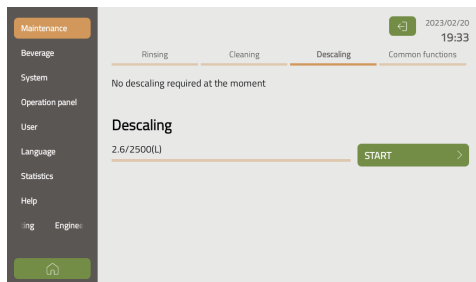 Maintenance
Beverage
System
Operation panel
User
Language
Statistics
Help
2023/02/20
19:33
Rinsing
Cleaning
Descaling
Common functions
No descaling required at the moment
Descaling
2.6/2500(L)
START